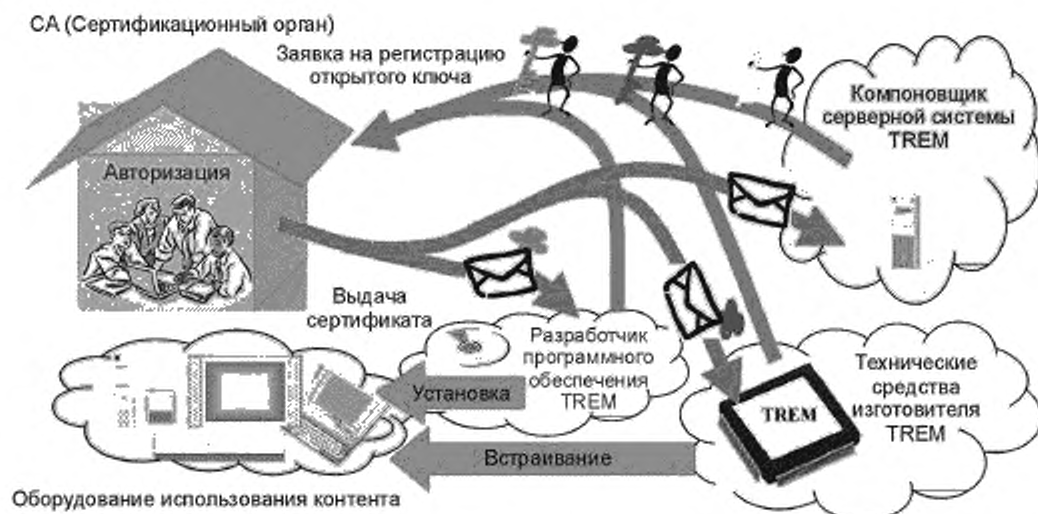 СА (Сертификационный орган)
Заявка на регистрацию
открытого ключа
Компоновщик
серверной системы
TREM
Авторизация
Выдача
сертификата
Разработчик
программного
обеспечения
TREM
Технические
средства
изготовителя
TREM
TREM
Установка
Встраивание
Оборудование использования контента